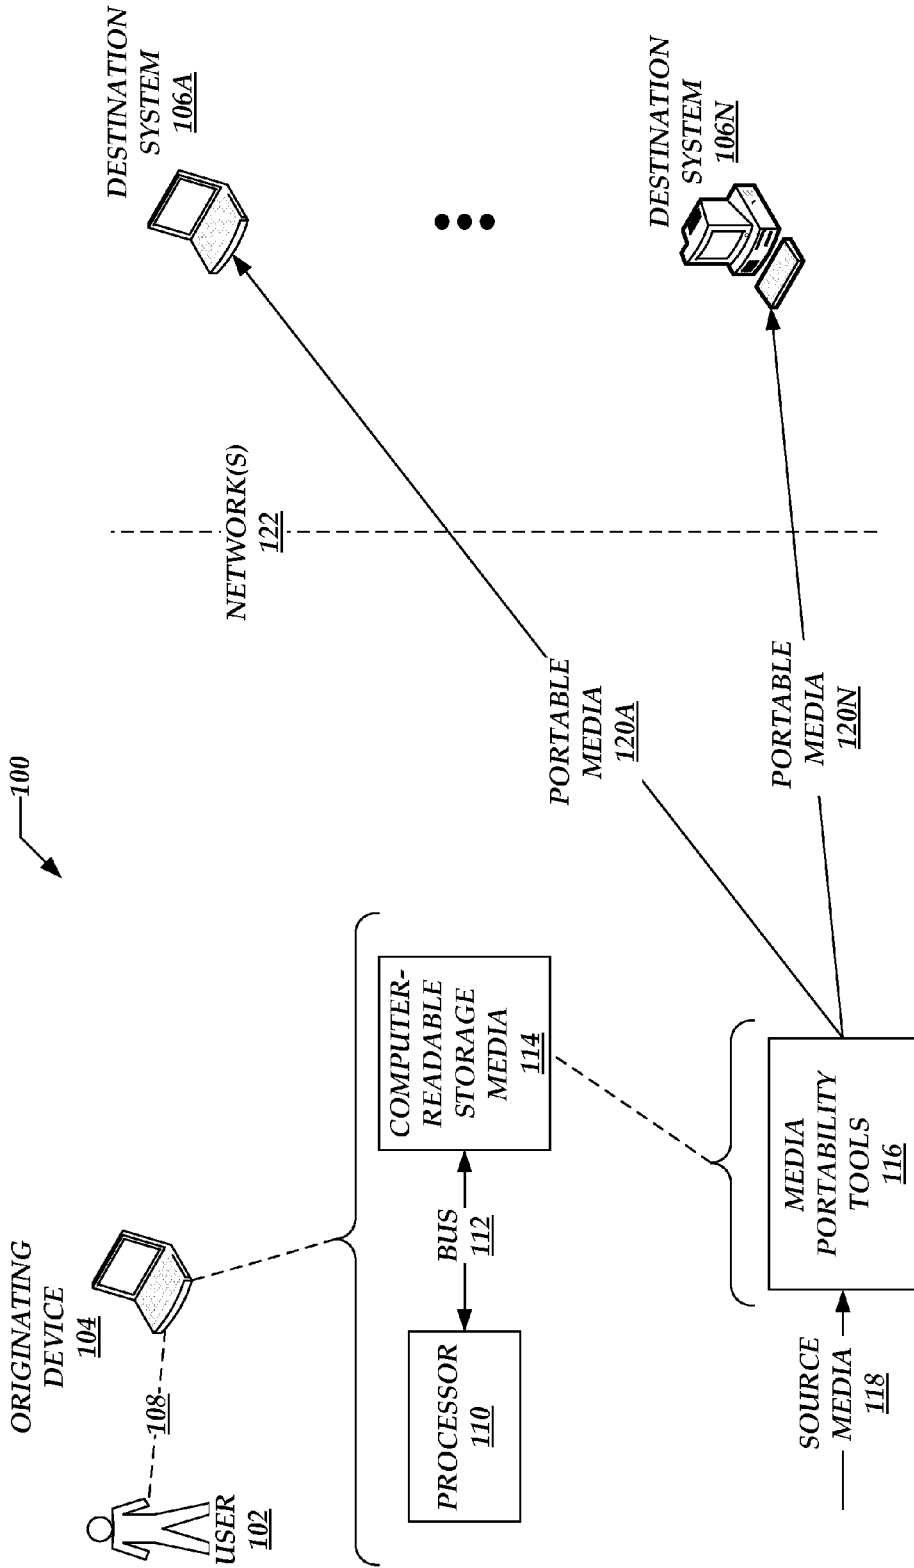 100
ORIGINATING
DEVICE
104
108
USER
102
PROCESSOR
110
BUS
112
COMPUTER-
READABLE
STORAGE
MEDIA
114
SOURCE
MEDIA
118
MEDIA
PORTABILITY
TOOLS
116
PORTABLE
MEDIA
120A
PORTABLE
MEDIA
120N
NETWORK(S)
122
DESTINATION
SYSTEM
106A
DESTINATION
SYSTEM
106N